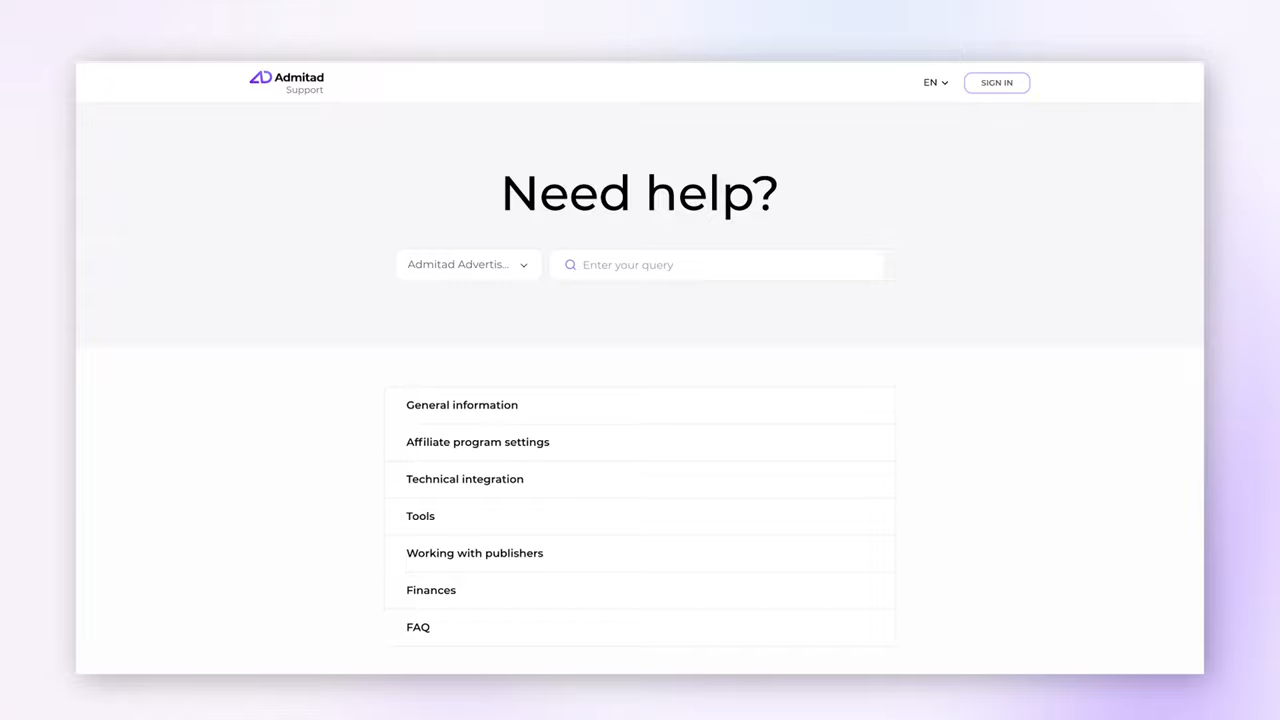 Admitad
Support
EN
SIGN IN
Need help?
Admitad Advertis...
Enter your query
General information
Affiliate program settings
Technical integration
Tools
Working with publishers
Finances
FAQ